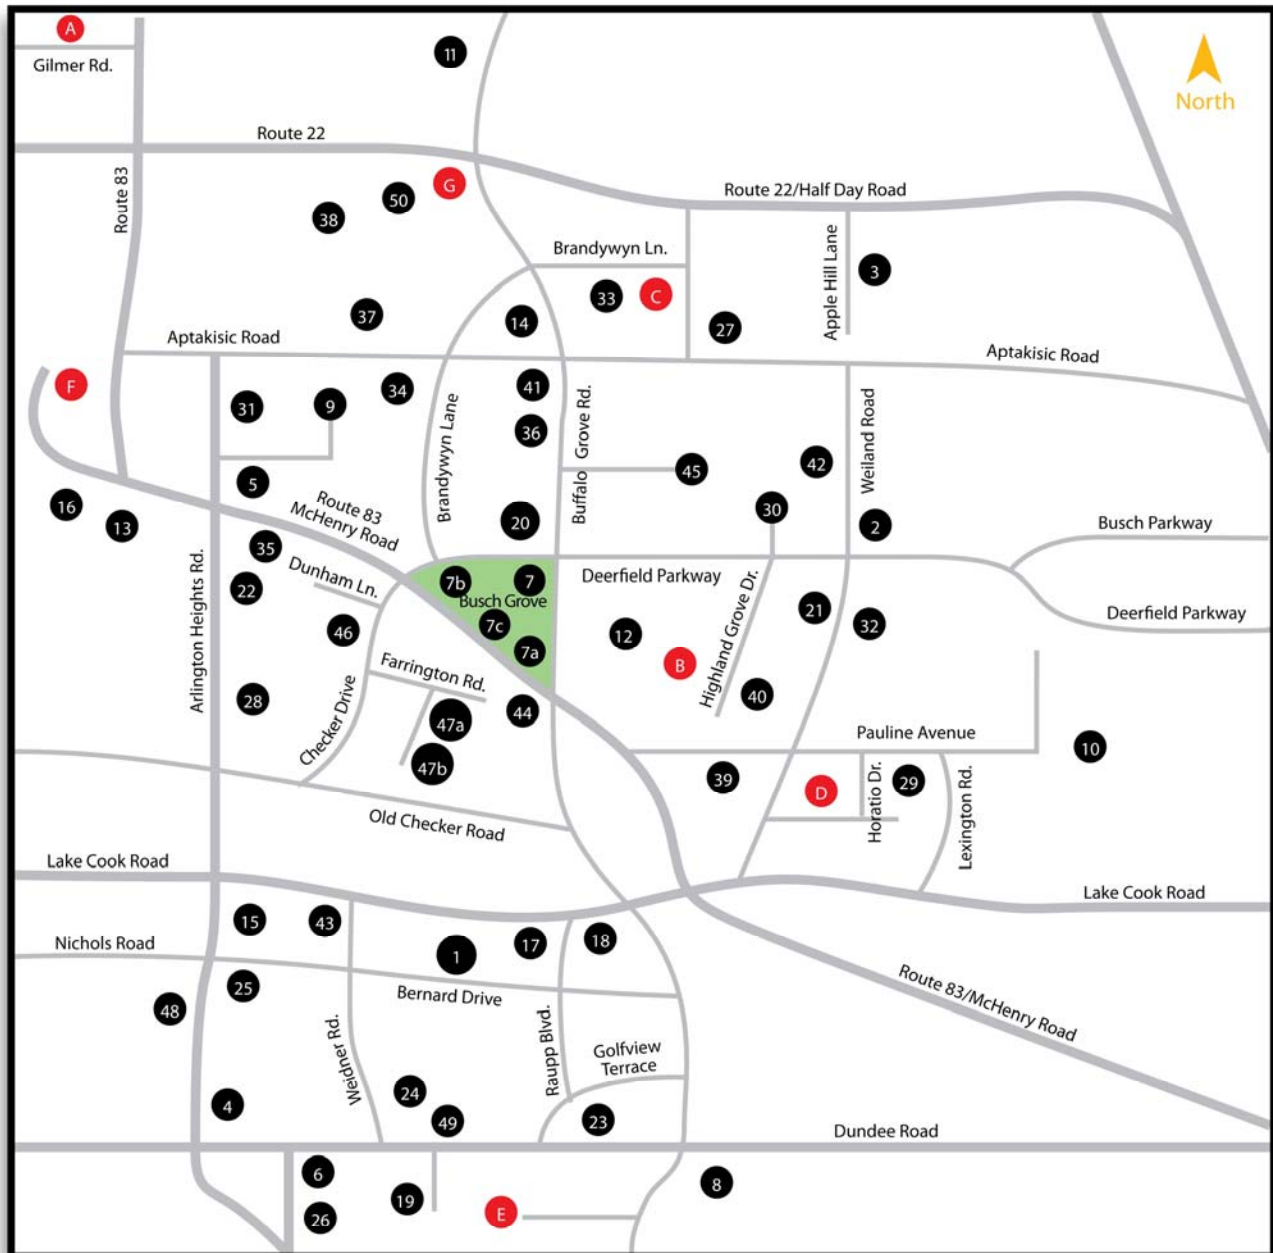 A
Gilmer Rd.
11
North
Route 22
Route 83
G
50
38
Route 22/Half Day Road
Brandywyn Ln.
Apple Hill Lane
3
33
C
37
14
27
Aptakisic Road
Aptakisic Road
F
31
9
34
41
Brandywyn Lane
Buffalo Grove Rd.
36
Weiland Road
42
45
5
16
13
Route 83
McHenry Road
20
30
2
Busch Parkway
35
Dunham Ln.
22
Arlington Heights Rd.
7b
7
Busch Grove
7c
7a
Deerfield Parkway
Highland Grove Dr.
21
32
Deerfield Parkway
46
12
B
Farrington Rd.
Checker Drive
28
47a
44
40
47b
Pauline Avenue
10
39
D
Horatio Dr.
29
Lexington Rd.
Old Checker Road
Lake Cook Road
Lake Cook Road
15
43
Nichols Road
1
17
18
25
Bernard Drive
48
Route 83/McHenry Road
Weidner Rd.
Raupp Blvd.
Golfview
Terrace
4
24
49
23
Dundee Road
6
8
19
26
E